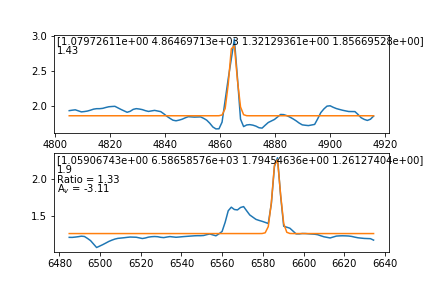 [1.07972611e+00 4.86469713e+03 1.32129361e+00 1.85669528e+00]
1.43
3.0
2.5
2.0
4800 4820 4840 4860 4880 4900 4920
[1.05906743e+00 6.58658576e+03 1.79454636e+00 1.26127404e+00]
1.9
Ratio = 1.33
Aᵥ = -3.11
2.0
1.5
6480 6500 6520 6540 6560 6580 6600 6620 6640